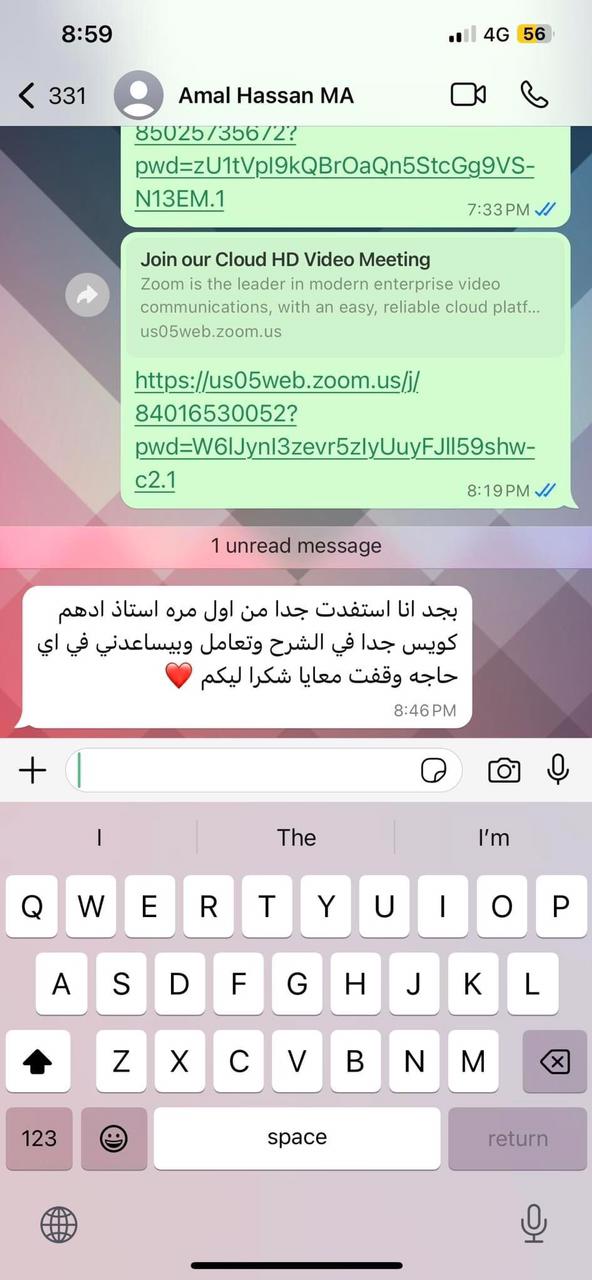 8:59
4G 56
331 Amal Hassan MA
85025735672?
pwd=zU1tVpI9kQBrOaQn5StcGg9VS-
N13EM.1
7:33 PM
Join our Cloud HD Video Meeting
Zoom is the leader in modern enterprise video
communications, with an easy, reliable cloud platf...
us05web.zoom.us
https://us05web.zoom.us/j/
84016530052?
pwd=W6lJynI3zevr5zIyUuyFJIl59shw-
c2.1
8:19 PM
1 unread message
بجد انا استفدت جدا من اول مره استاذ ادهم
كويس جدا في الشرح وتعامل وبيساعدني في اي
حاجه وقفت معايا شكرا ليكم ❤️
8:46 PM
I The I'm
Q W E R T Y U I O P
A S D F G H J K L
Z X C V B N M
123 space return